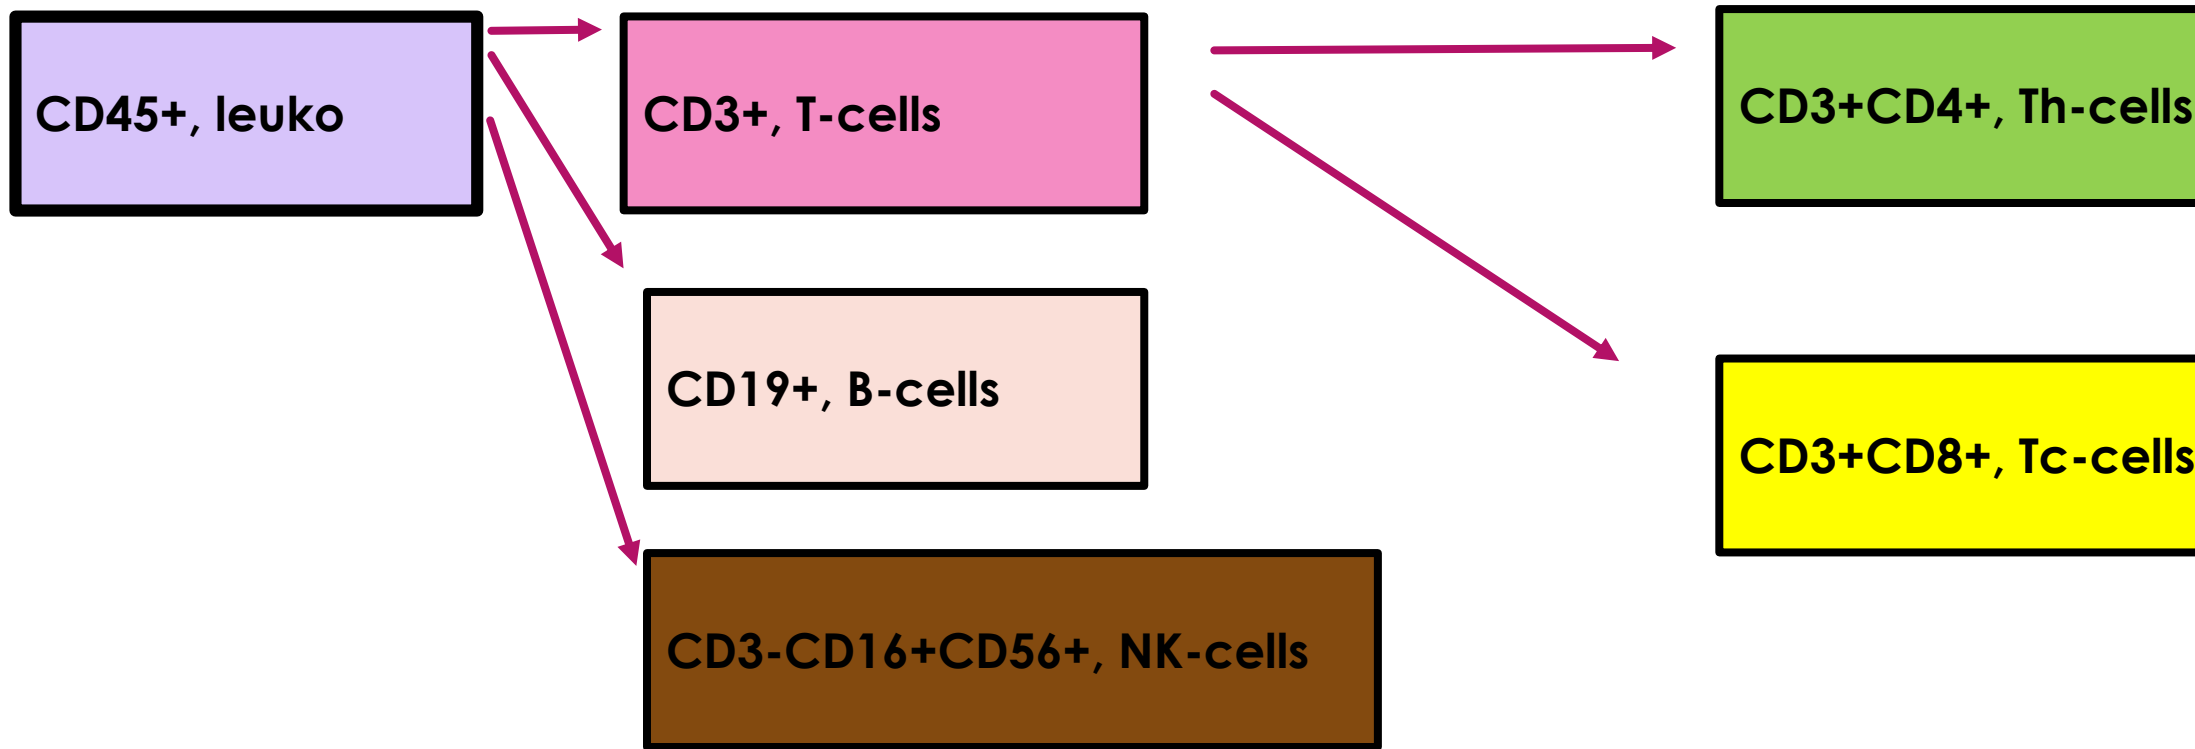 CD45+, leuko
CD3+, T-cells
CD3+CD4+, Th-cells
CD19+, B-cells
CD3+CD8+, Tc-cells
CD3-CD16+CD56+, NK-cells